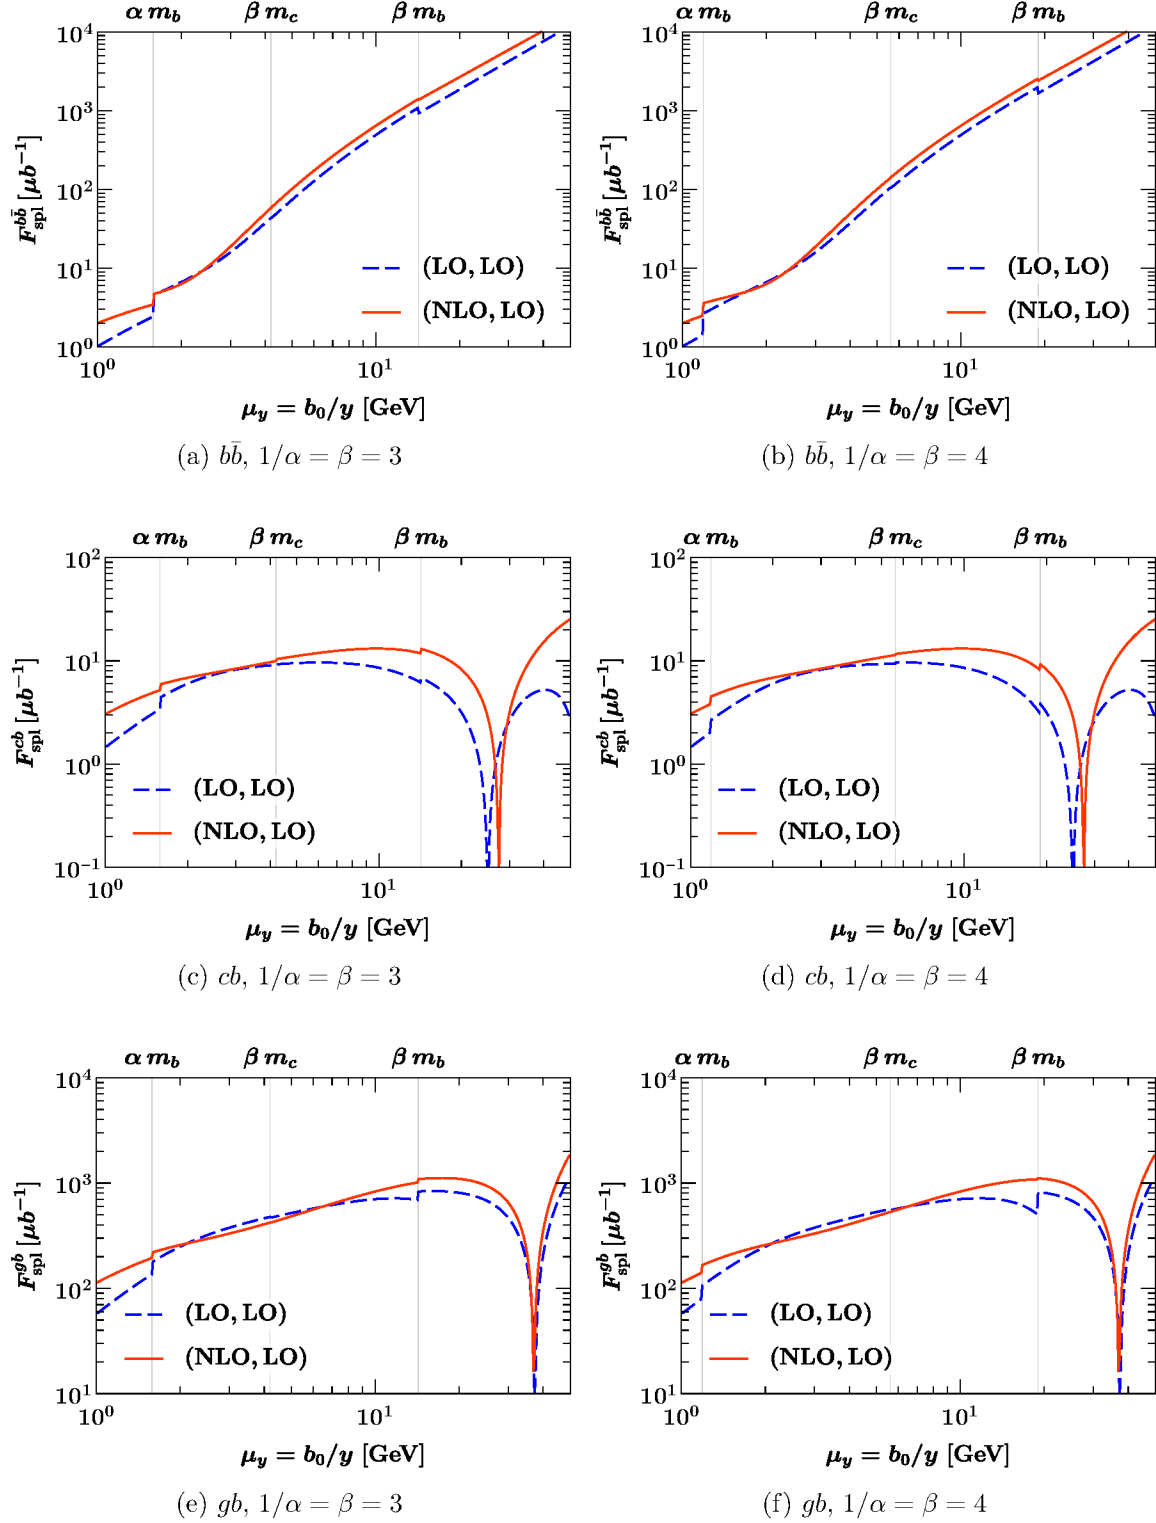 α m_b β m_c β m_b α m_b β m_c β m_b
10^4 10^4
10^3 10^3
F_spl^{bb̄} [μb^{−1}] F_spl^{bb̄} [μb^{−1}]
10^2 10^2
10^1 (LO, LO) 10^1 (LO, LO)
(NLO, LO) (NLO, LO)
10^0 10^0
10^0 10^1 10^0 10^1
μ_y = b_0/y [GeV] μ_y = b_0/y [GeV]
(a) bb̄, 1/α = β = 3 (b) bb̄, 1/α = β = 4
α m_b β m_c β m_b α m_b β m_c β m_b
10^2 10^2
10^1 10^1
F_spl^{cb} [μb^{−1}] F_spl^{cb} [μb^{−1}]
10^0 10^0
(LO, LO) (LO, LO)
(NLO, LO) (NLO, LO)
10^{−1} 10^{−1}
10^0 10^1 10^0 10^1
μ_y = b_0/y [GeV] μ_y = b_0/y [GeV]
(c) cb, 1/α = β = 3 (d) cb, 1/α = β = 4
α m_b β m_c β m_b α m_b β m_c β m_b
10^4 10^4
10^3 10^3
F_spl^{gb} [μb^{−1}] F_spl^{gb} [μb^{−1}]
10^2 10^2
(LO, LO) (LO, LO)
(NLO, LO) (NLO, LO)
10^1 10^1
10^0 10^1 10^0 10^1
μ_y = b_0/y [GeV] μ_y = b_0/y [GeV]
(e) gb, 1/α = β = 3 (f) gb, 1/α = β = 4